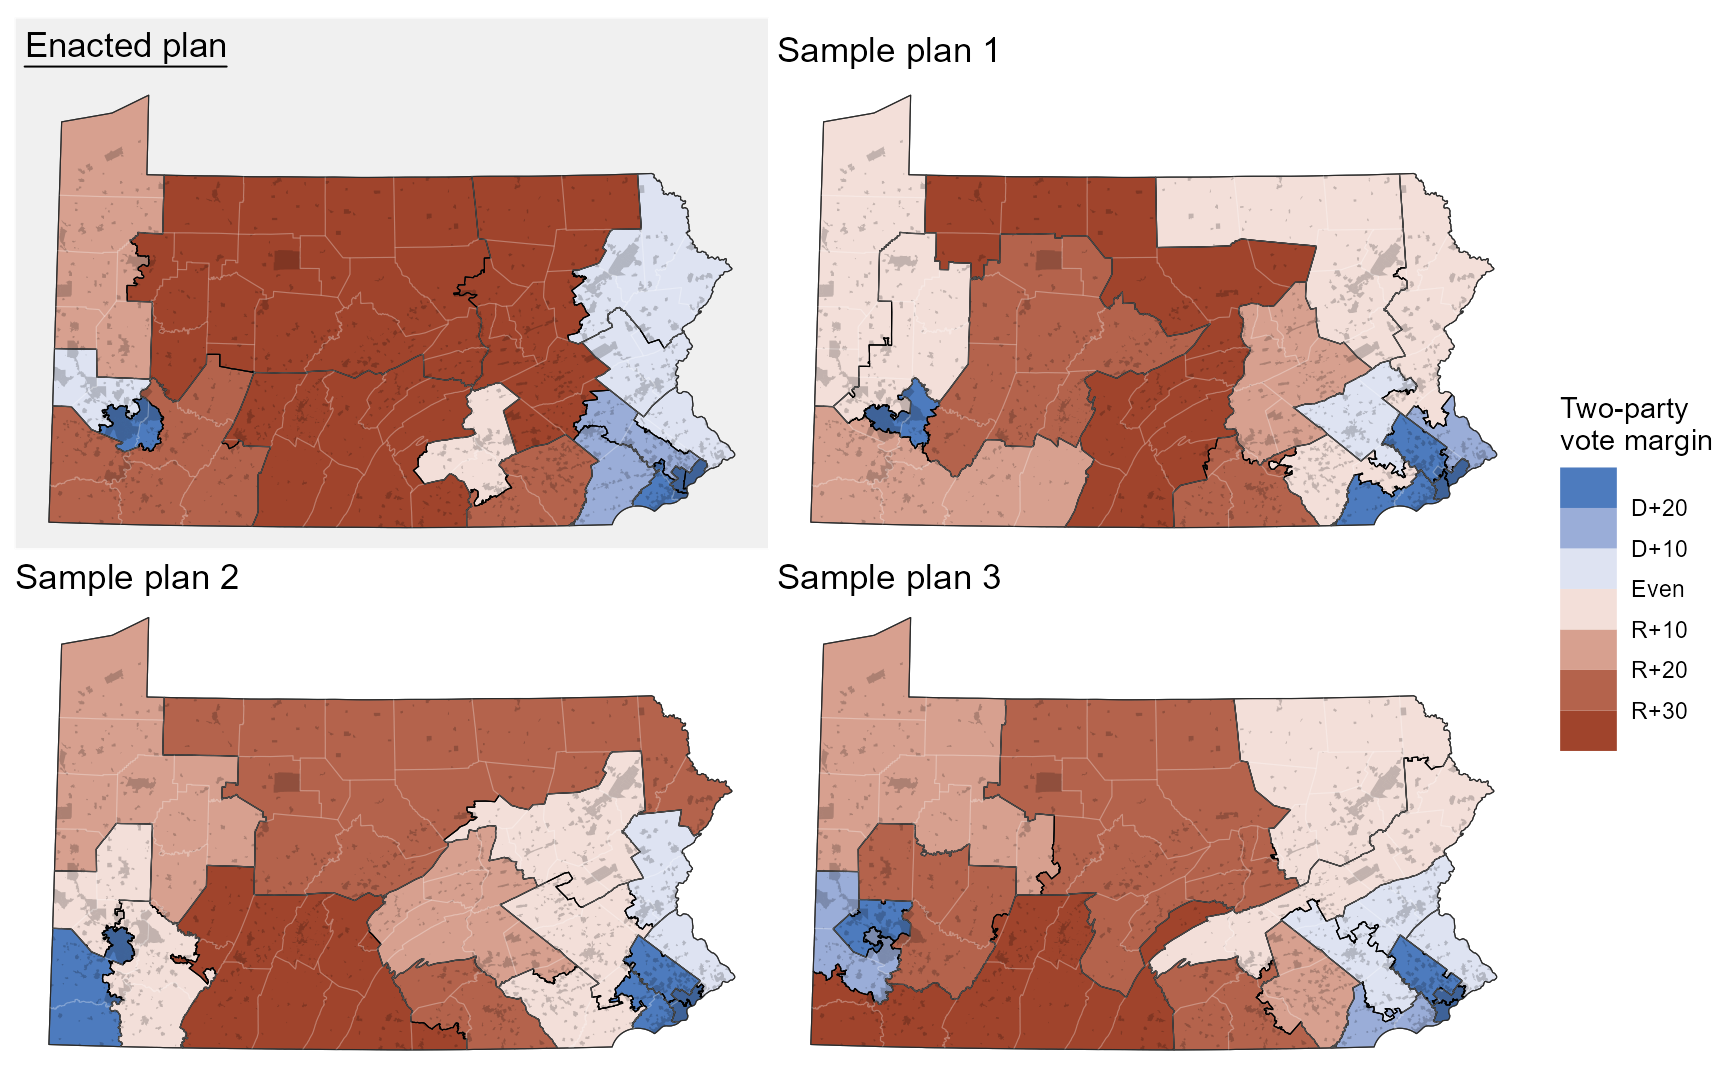 Enacted plan
Sample plan 1
Sample plan 2
Sample plan 3
Two-party
vote margin
D+20
D+10
Even
R+10
R+20
R+30